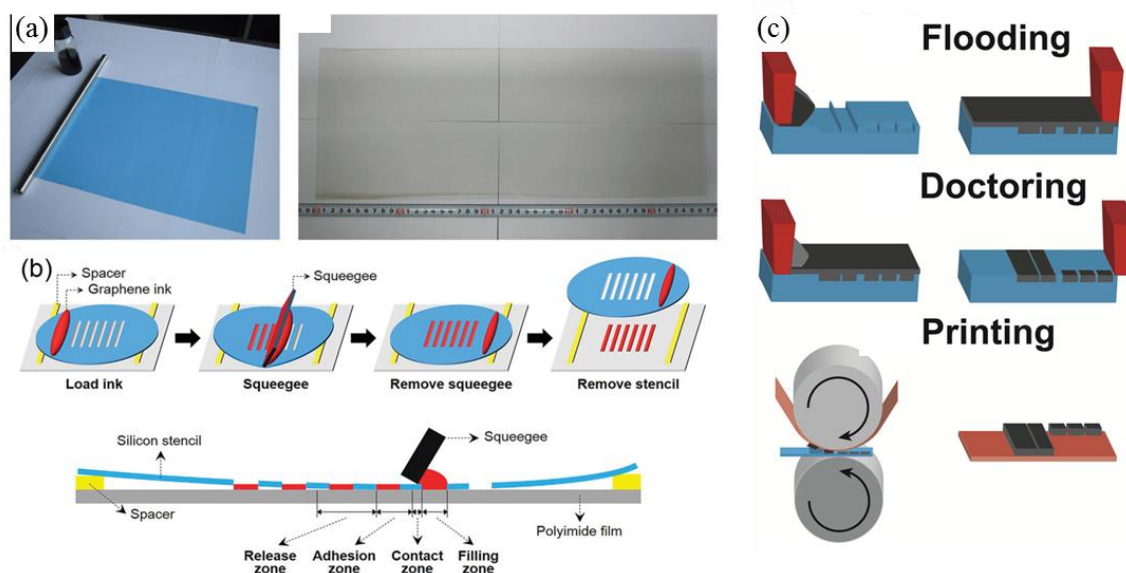 (a)
(b)
Spacer
Graphene ink
Squeegee
Load ink
Squeegee
Remove squeegee
Remove stencil
Silicon stencil
Squeegee
Spacer
Polyimide film
Release
zone
Adhesion
zone
Contact
zone
Filling
zone
(c)
Flooding
Doctoring
Printing